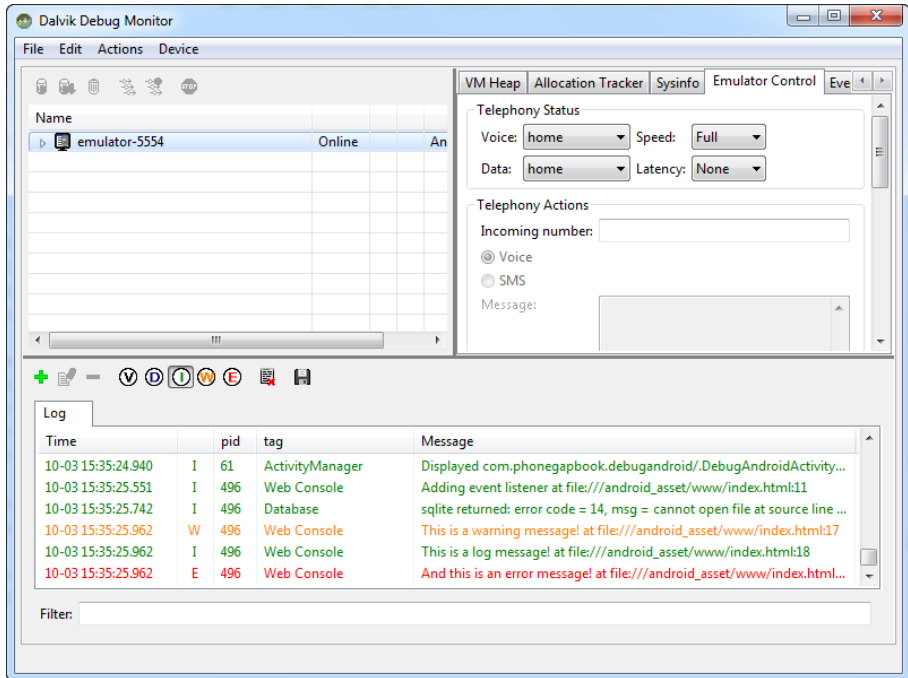 Dalvik Debug Monitor
File Edit Actions Device
STOP
Name
emulator-5554 Online An
VM Heap Allocation Tracker Sysinfo Emulator Control Eve
Telephony Status
Voice: home Speed: Full
Data: home Latency: None
Telephony Actions
Incoming number:
Voice
SMS
Message:
V D I W E
Log
Time pid tag Message
10-03 15:35:24.940 I 61 ActivityManager Displayed com.phonegapbook.debugandroid/.DebugAndroidActivity...
10-03 15:35:25.551 I 496 Web Console Adding event listener at file:///android_asset/www/index.html:11
10-03 15:35:25.742 I 496 Database sqlite returned: error code = 14, msg = cannot open file at source line ...
10-03 15:35:25.962 W 496 Web Console This is a warning message! at file:///android_asset/www/index.html:17
10-03 15:35:25.962 I 496 Web Console This is a log message! at file:///android_asset/www/index.html:18
10-03 15:35:25.962 E 496 Web Console And this is an error message! at file:///android_asset/www/index.html...
Filter: